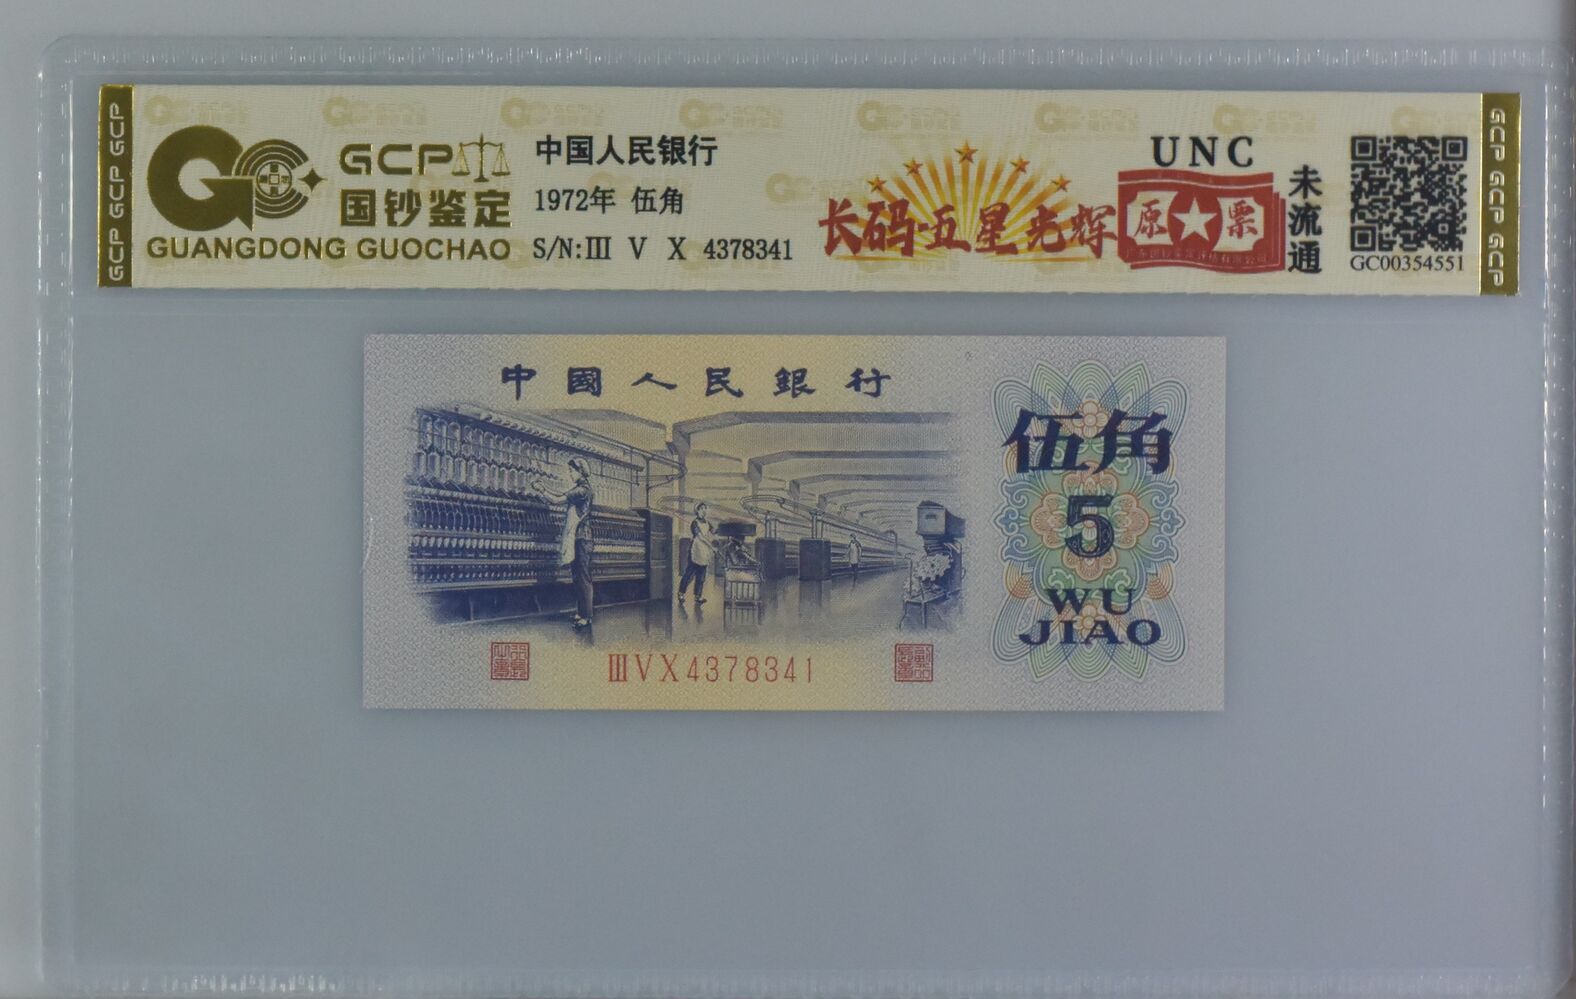 GCP GCP GCP
GCP
国钞鉴定
GUANGDONG GUOCHAO
中国人民银行
1972年 伍角
S/N:Ⅲ V X 4378341
长码·五星光辉
UNC
原★票
未流通
GC00354551
GCP GCP GCP
中國人民銀行
伍角
5
WU
JIAO
ⅢVX4378341